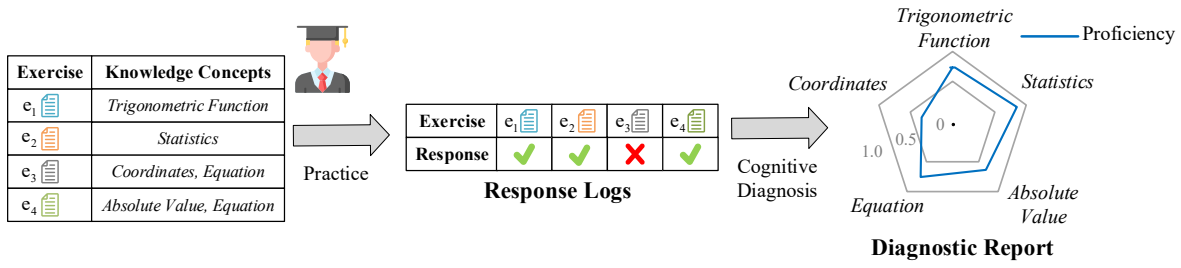 Exercise Knowledge Concepts
e1 Trigonometric Function
e2 Statistics
e3 Coordinates, Equation
e4 Absolute Value, Equation
Practice
Exercise e1 e2 e3 e4
Response
Response Logs
Cognitive
Diagnosis
Trigonometric
Function
Proficiency
Coordinates
Statistics
0
0.5
1.0
Equation
Absolute
Value
Diagnostic Report